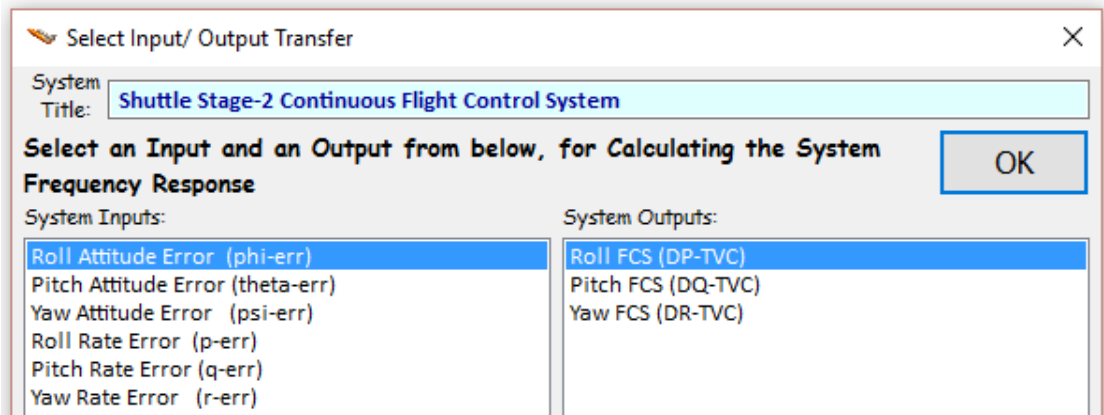 Select Input/ Output Transfer
System
Title:
Shuttle Stage-2 Continuous Flight Control System
Select an Input and an Output from below, for Calculating the System
Frequency Response
OK
System Inputs:
Roll Attitude Error (phi-err)
Pitch Attitude Error (theta-err)
Yaw Attitude Error (psi-err)
Roll Rate Error (p-err)
Pitch Rate Error (q-err)
Yaw Rate Error (r-err)
System Outputs:
Roll FCS (DP-TVC)
Pitch FCS (DQ-TVC)
Yaw FCS (DR-TVC)